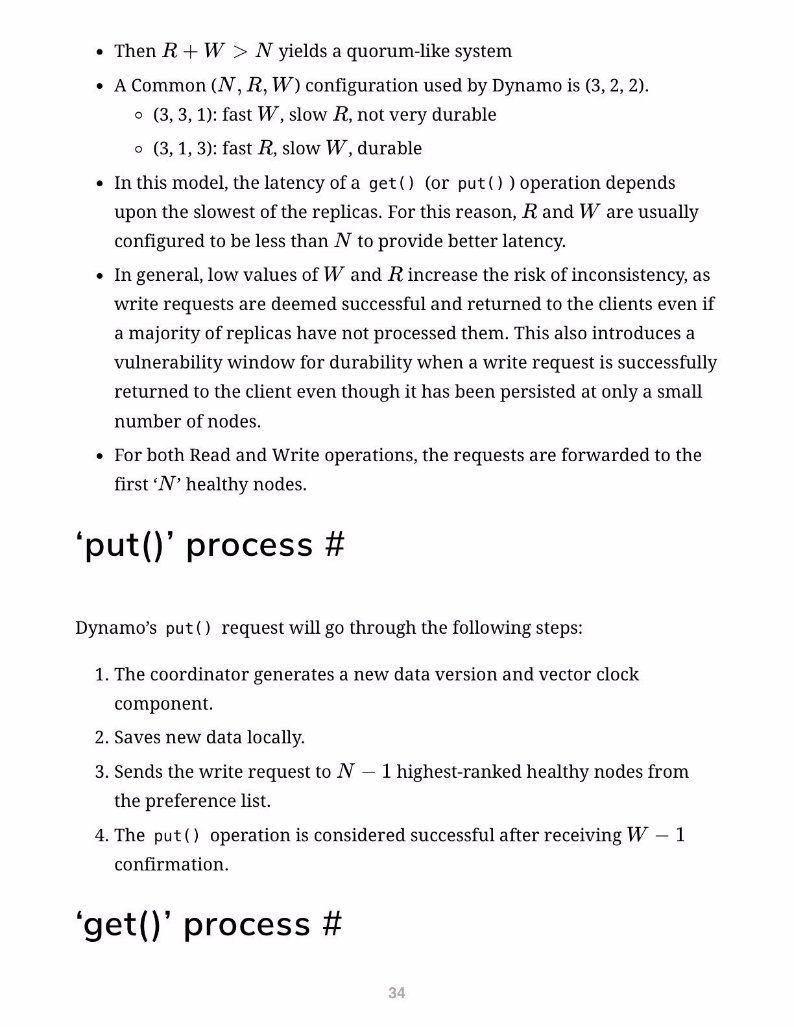 • Then R + W > N yields a quorum-like system
• A Common (N, R, W) configuration used by Dynamo is (3, 2, 2).
◦ (3, 3, 1): fast W, slow R, not very durable
◦ (3, 1, 3): fast R, slow W, durable
• In this model, the latency of a get() (or put()) operation depends
upon the slowest of the replicas. For this reason, R and W are usually
configured to be less than N to provide better latency.
• In general, low values of W and R increase the risk of inconsistency, as
write requests are deemed successful and returned to the clients even if
a majority of replicas have not processed them. This also introduces a
vulnerability window for durability when a write request is successfully
returned to the client even though it has been persisted at only a small
number of nodes.
• For both Read and Write operations, the requests are forwarded to the
first ‘N’ healthy nodes.
‘put()’ process #
Dynamo’s put() request will go through the following steps:
1. The coordinator generates a new data version and vector clock
component.
2. Saves new data locally.
3. Sends the write request to N − 1 highest-ranked healthy nodes from
the preference list.
4. The put() operation is considered successful after receiving W − 1
confirmation.
‘get()’ process #
34